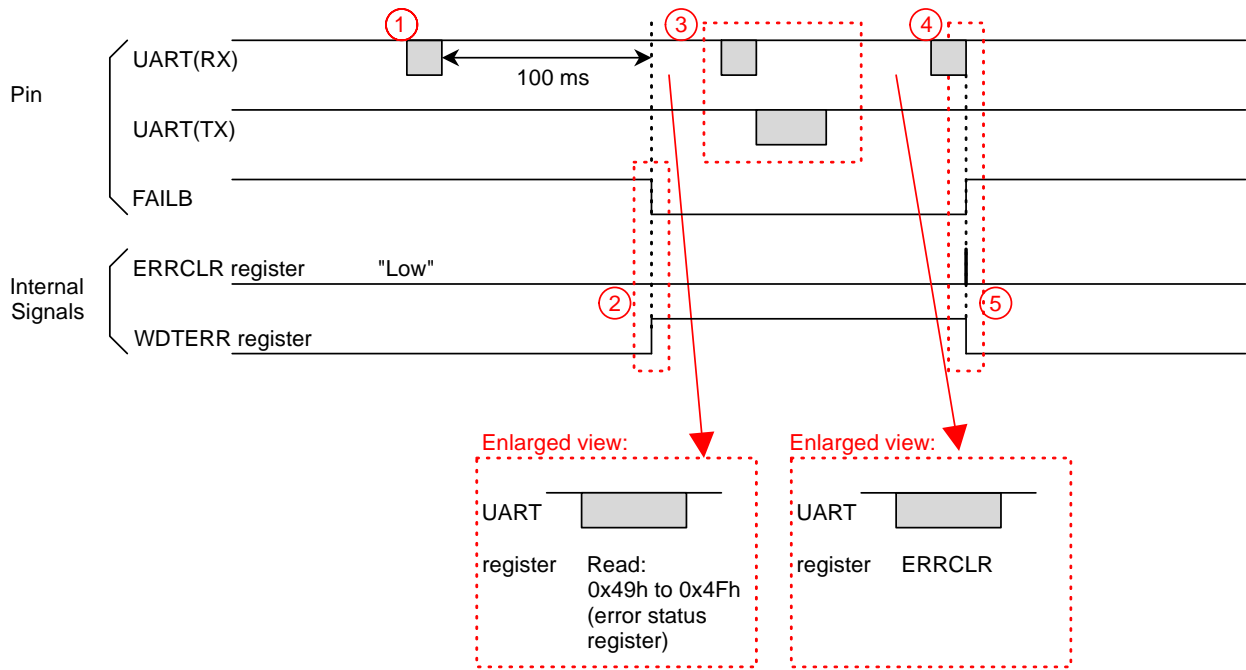 1
3
4
Pin
UART(RX)
100 ms
UART(TX)
FAILB
Internal
Signals
ERRCLR register
"Low"
2
5
WDTERR register
Enlarged view:
UART
register
Read:
0x49h to 0x4Fh
(error status
register)
Enlarged view:
UART
register
ERRCLR